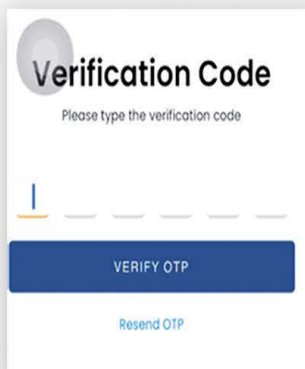 Verification Code
Please type the verification code
VERIFY OTP
Resend OTP